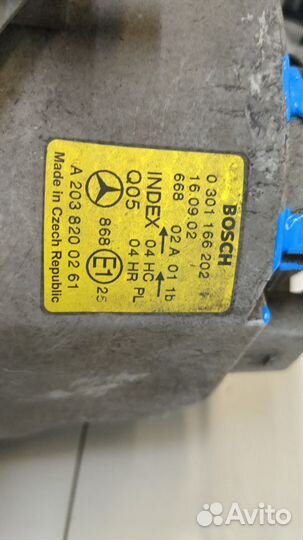 BOSCH
0 301 166 202
16.09.02
668
02 A 01 1b
INDEX 04 HC
Q05 04 HR PL
868 E1 25
A 203 820 02 61
Made in Czech Republic
Avito